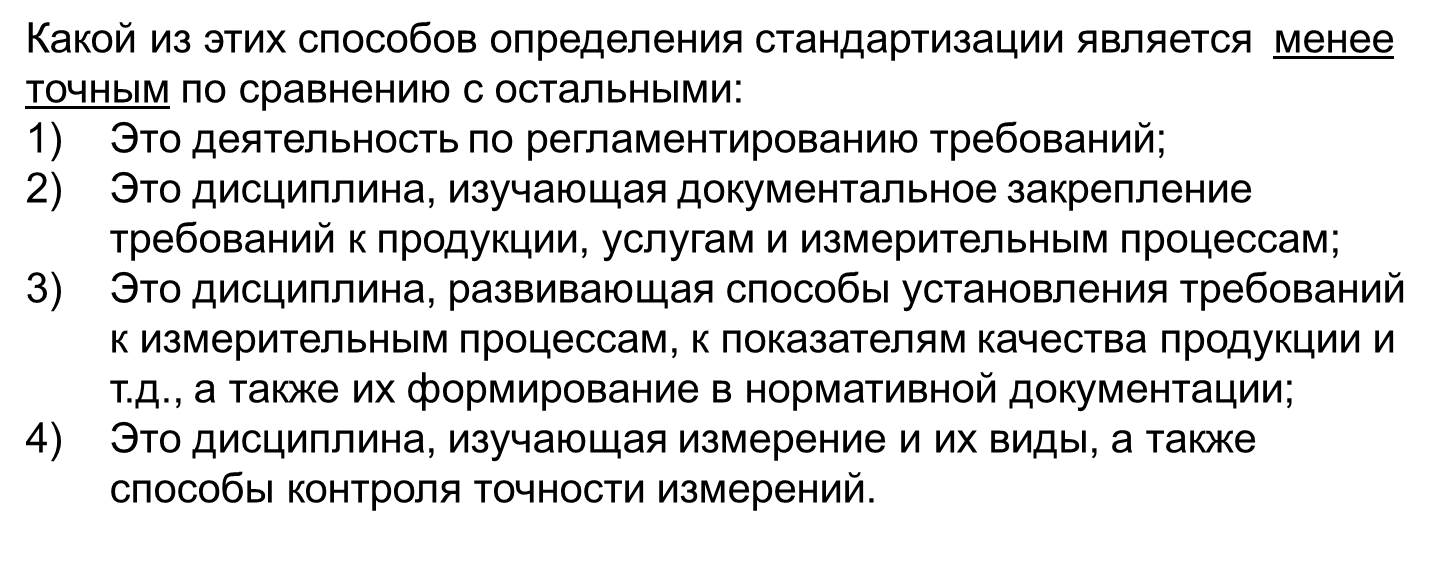 Какой из этих способов определения стандартизации является менее
точным по сравнению с остальными:
1) Это деятельность по регламентированию требований;
2) Это дисциплина, изучающая документальное закрепление
требований к продукции, услугам и измерительным процессам;
3) Это дисциплина, развивающая способы установления требований
к измерительным процессам, к показателям качества продукции и
т.д., а также их формирование в нормативной документации;
4) Это дисциплина, изучающая измерение и их виды, а также
способы контроля точности измерений.